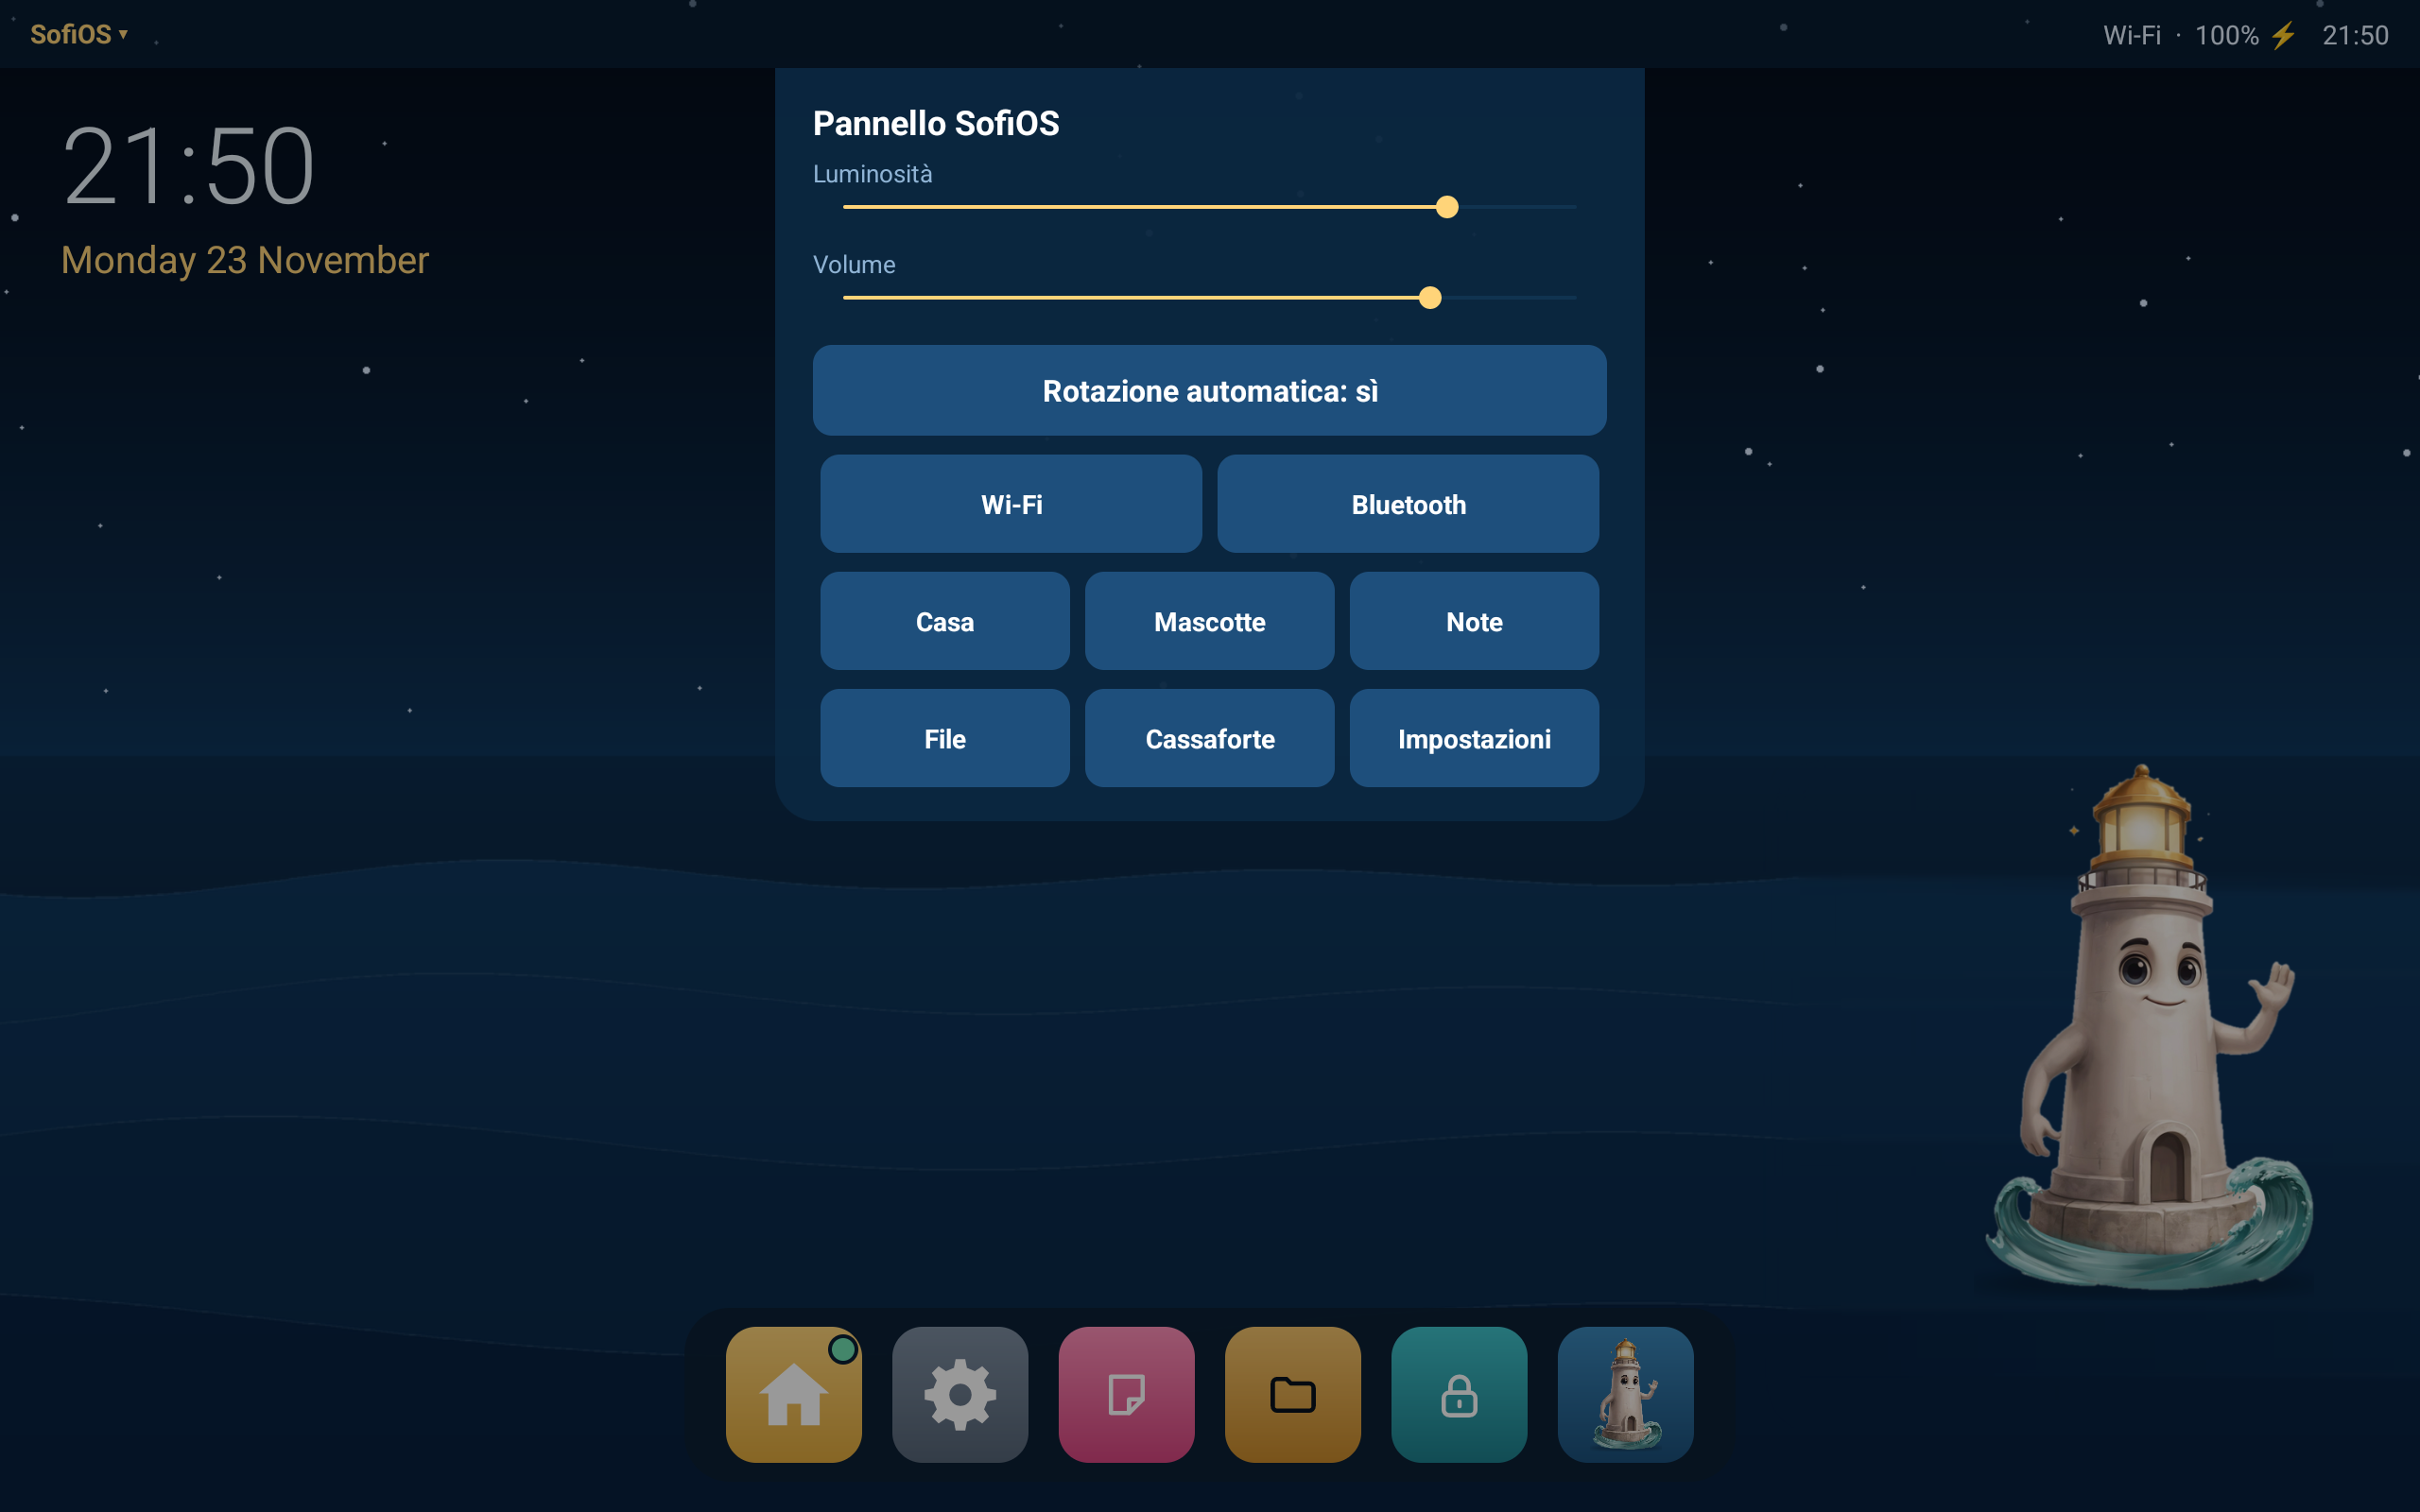 SofiOS ▾
Wi-Fi · 100% ⚡ 21:50
21:50
Monday 23 November
Pannello SofiOS
Luminosità
Volume
Rotazione automatica: sì
Wi-Fi Bluetooth
Casa Mascotte Note
File Cassaforte Impostazioni